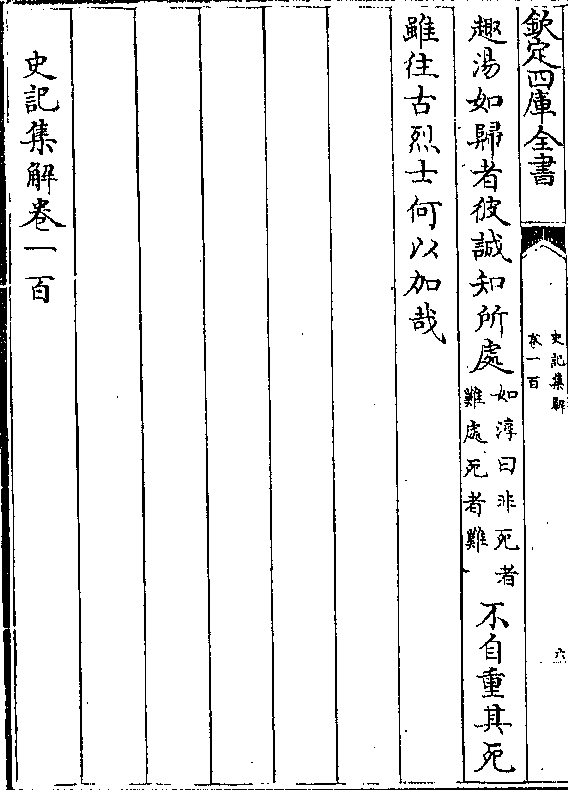 欽定四庫全書
史記集解
卷一百
六
趣湯如歸者彼誠知所處
如淳曰非死者
難處死者難
不自重其死
雖往古烈士何以加哉
史記集解卷一百